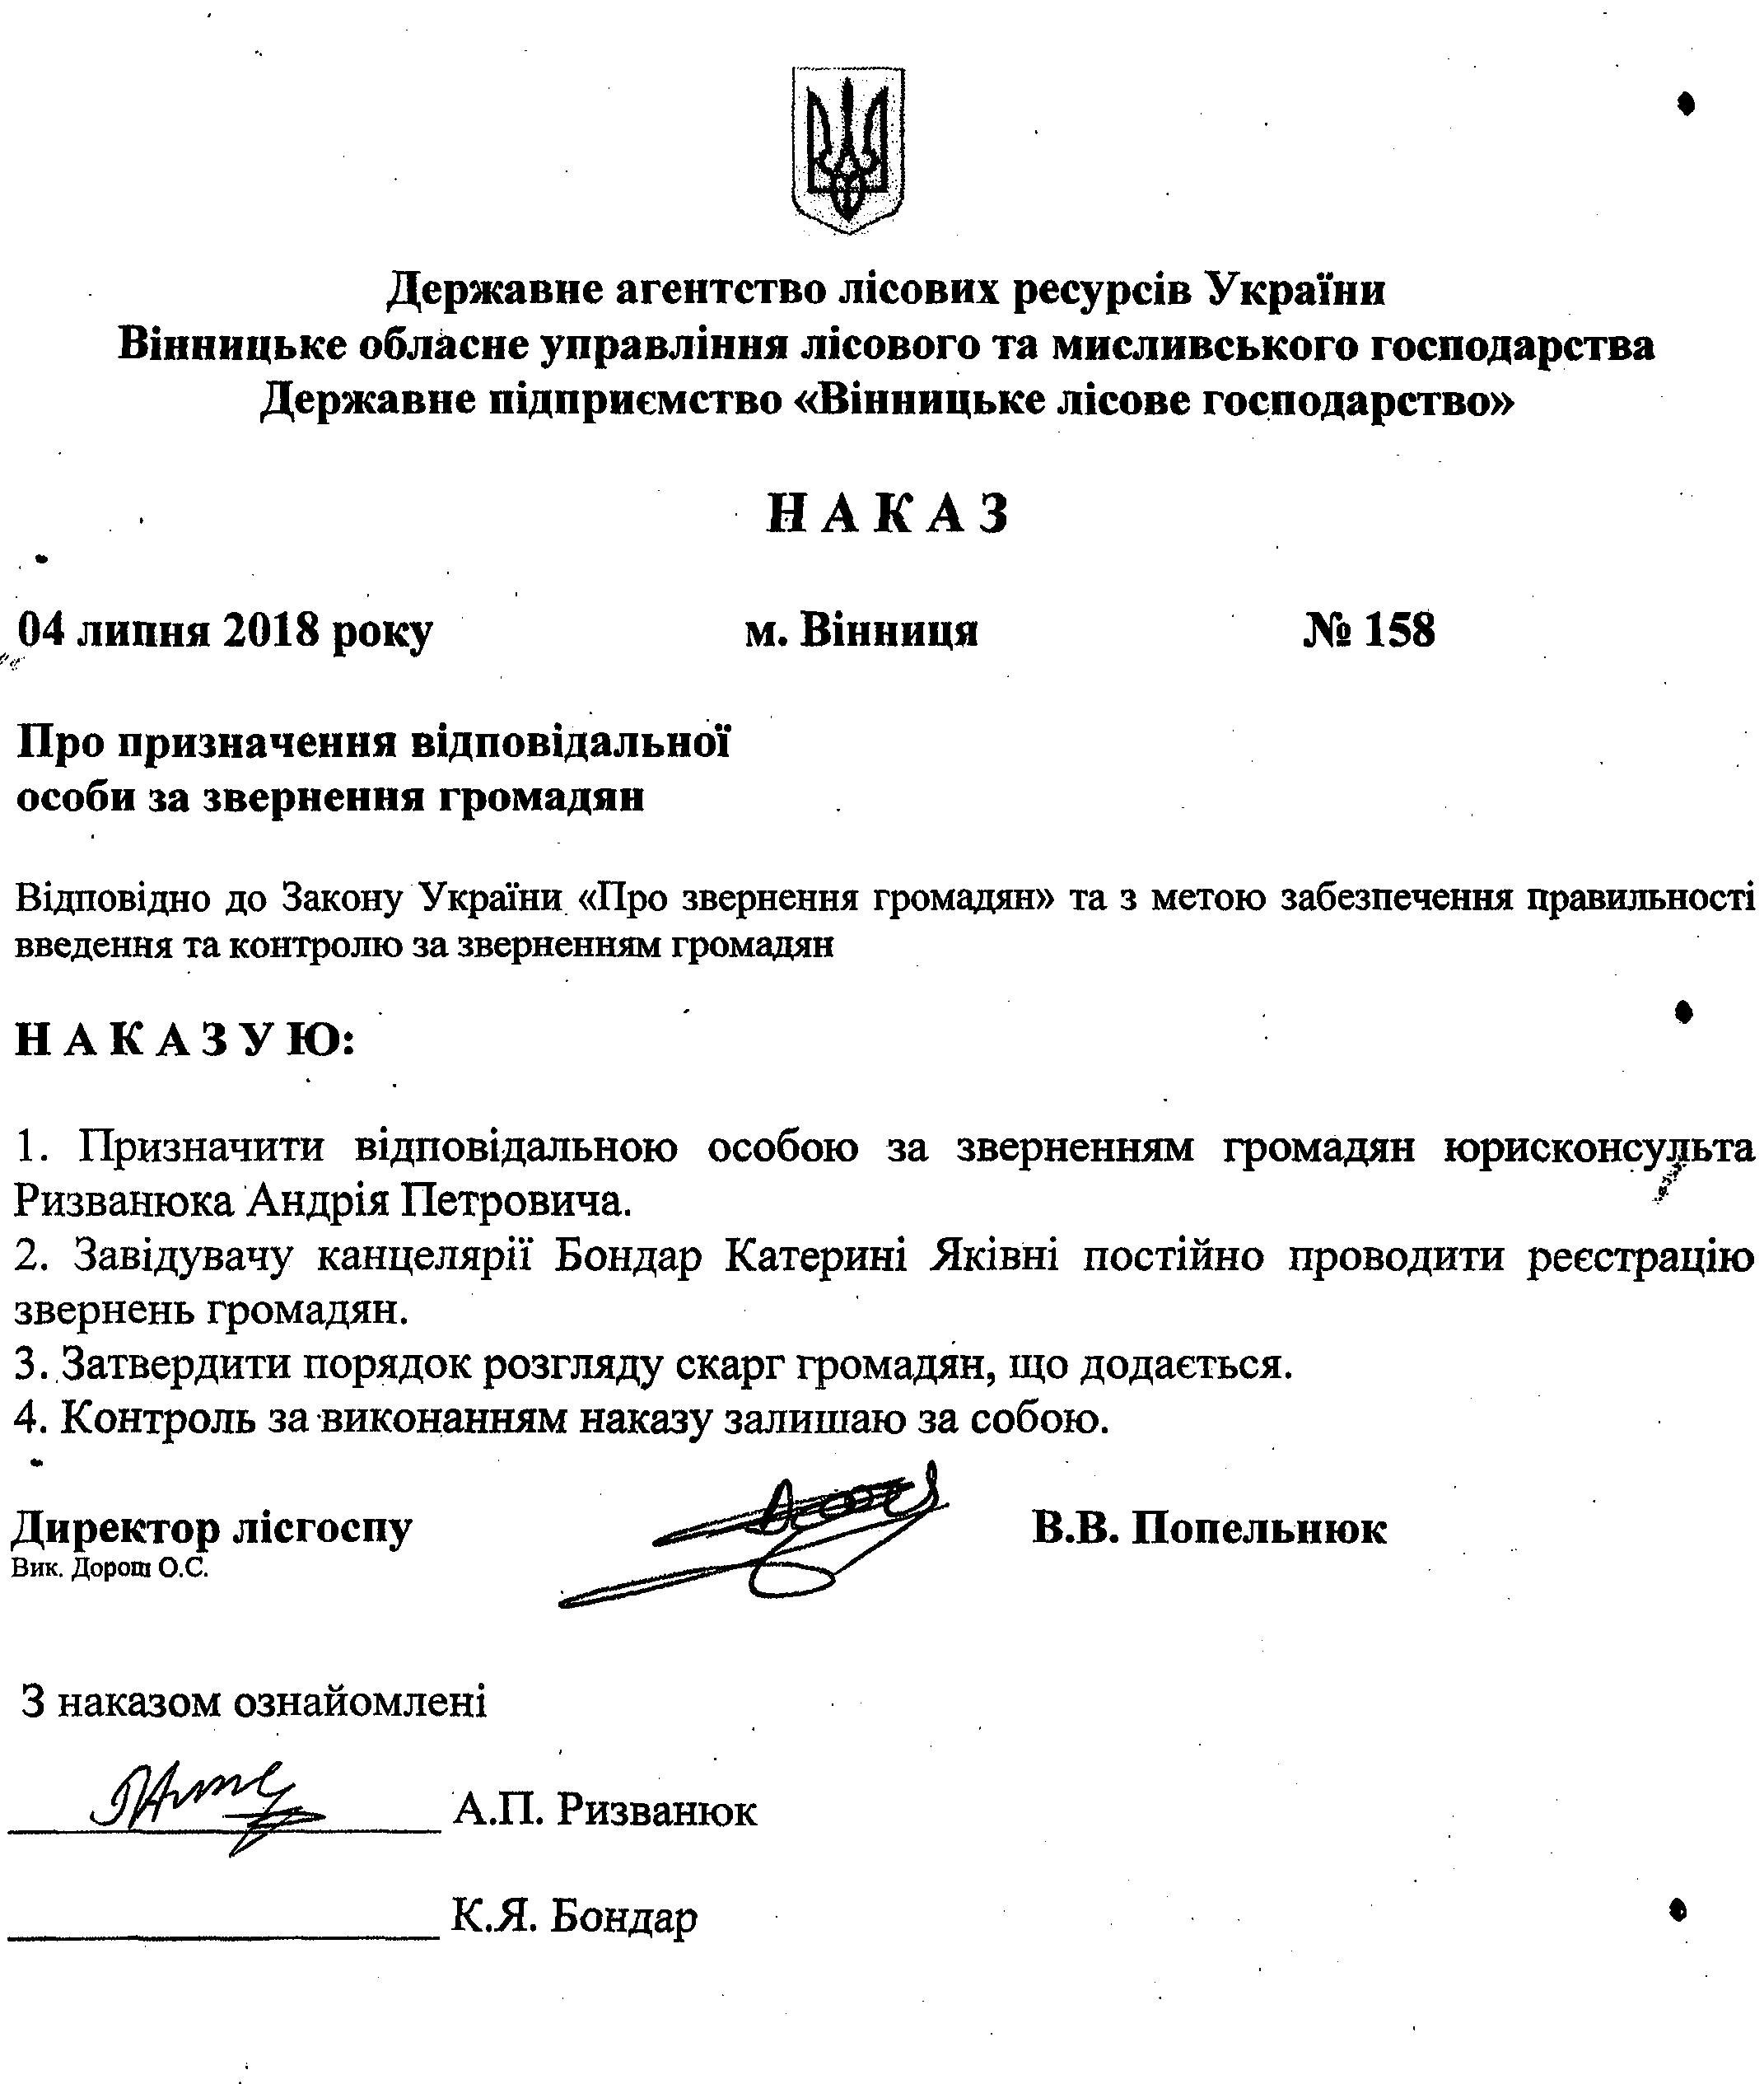 Державне агентство лісових ресурсів України
Вінницьке обласне управління лісового та мисливського господарства
Державне підприємство «Вінницьке лісове господарство»
Н А К А З
04 липня 2018 року м. Вінниця № 158
Про призначення відповідальної
особи за звернення громадян
Відповідно до Закону України «Про звернення громадян» та з метою забезпечення правильності
введення та контролю за зверненням громадян
Н А К А З У Ю:
1. Призначити відповідальною особою за зверненням громадян юрисконсульта
Ризванюка Андрія Петровича.
2. Завідувачу канцелярії Бондар Катерині Яківні постійно проводити реєстрацію
звернень громадян.
3. Затвердити порядок розгляду скарг громадян, що додається.
4. Контроль за виконанням наказу залишаю за собою.
Директор лісгоспу В.В. Попельнюк
Вик. Дорош О.С.
З наказом ознайомлені
А.П. Ризванюк
К.Я. Бондар